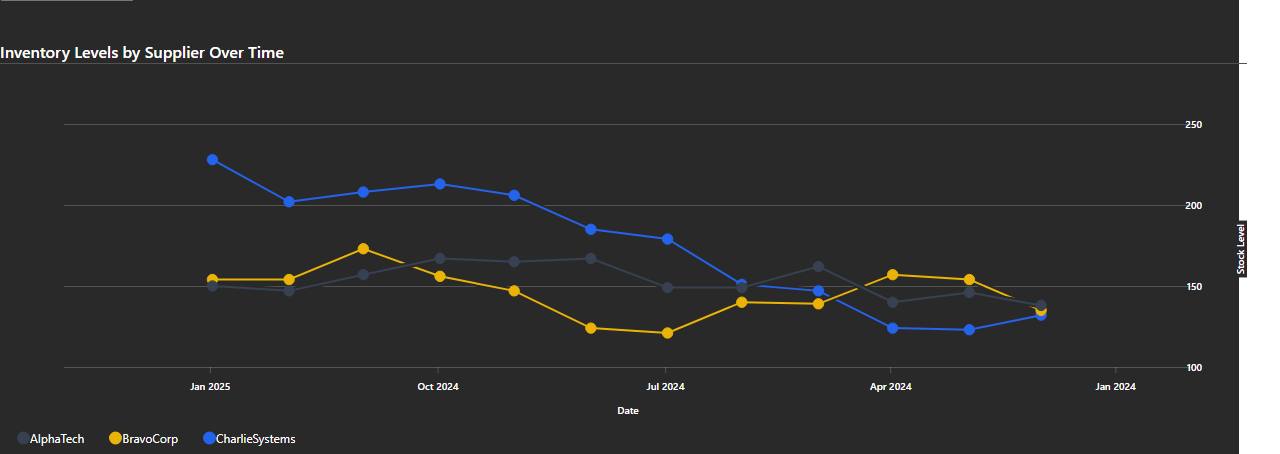 Inventory Levels by Supplier Over Time
250
200
150
100
Stock Level
Jan 2025
Oct 2024
Jul 2024
Apr 2024
Jan 2024
Date
AlphaTech
BravoCorp
CharlieSystems